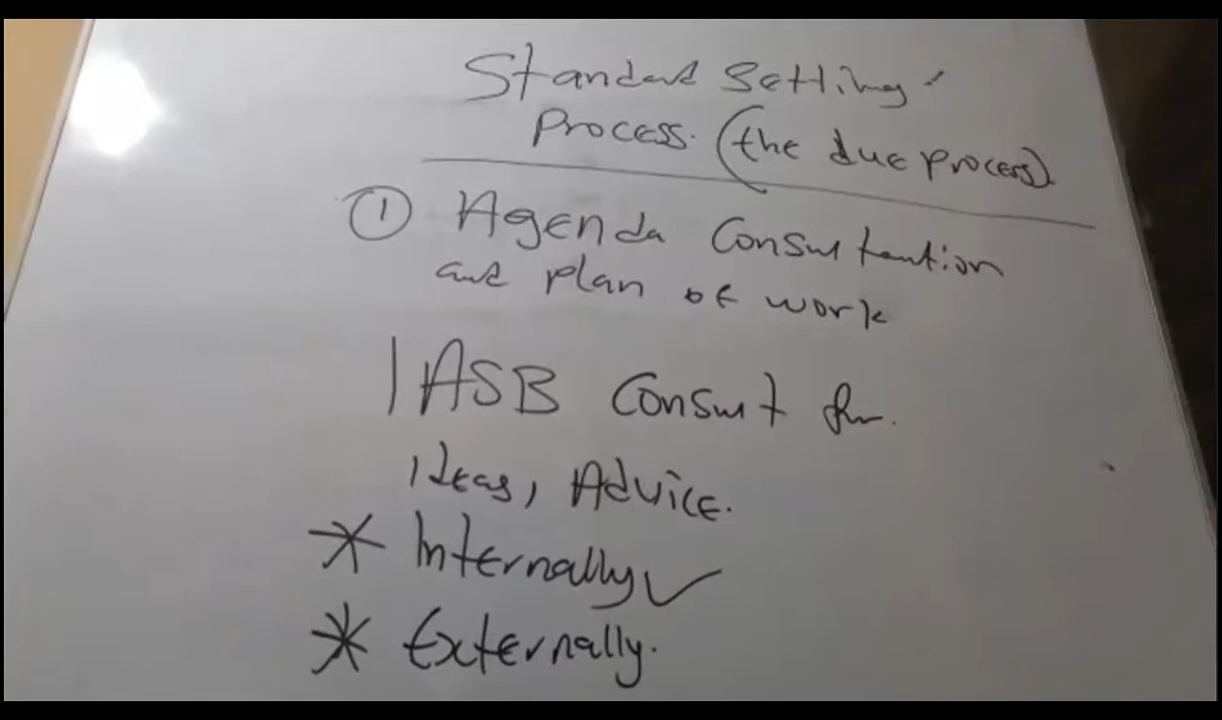 Standard Setting
Process. (the due process)
① Agenda Consultation
and plan of work
IASB Consult for.
Ideas, Advice.
* Internally ✓
* Externally.